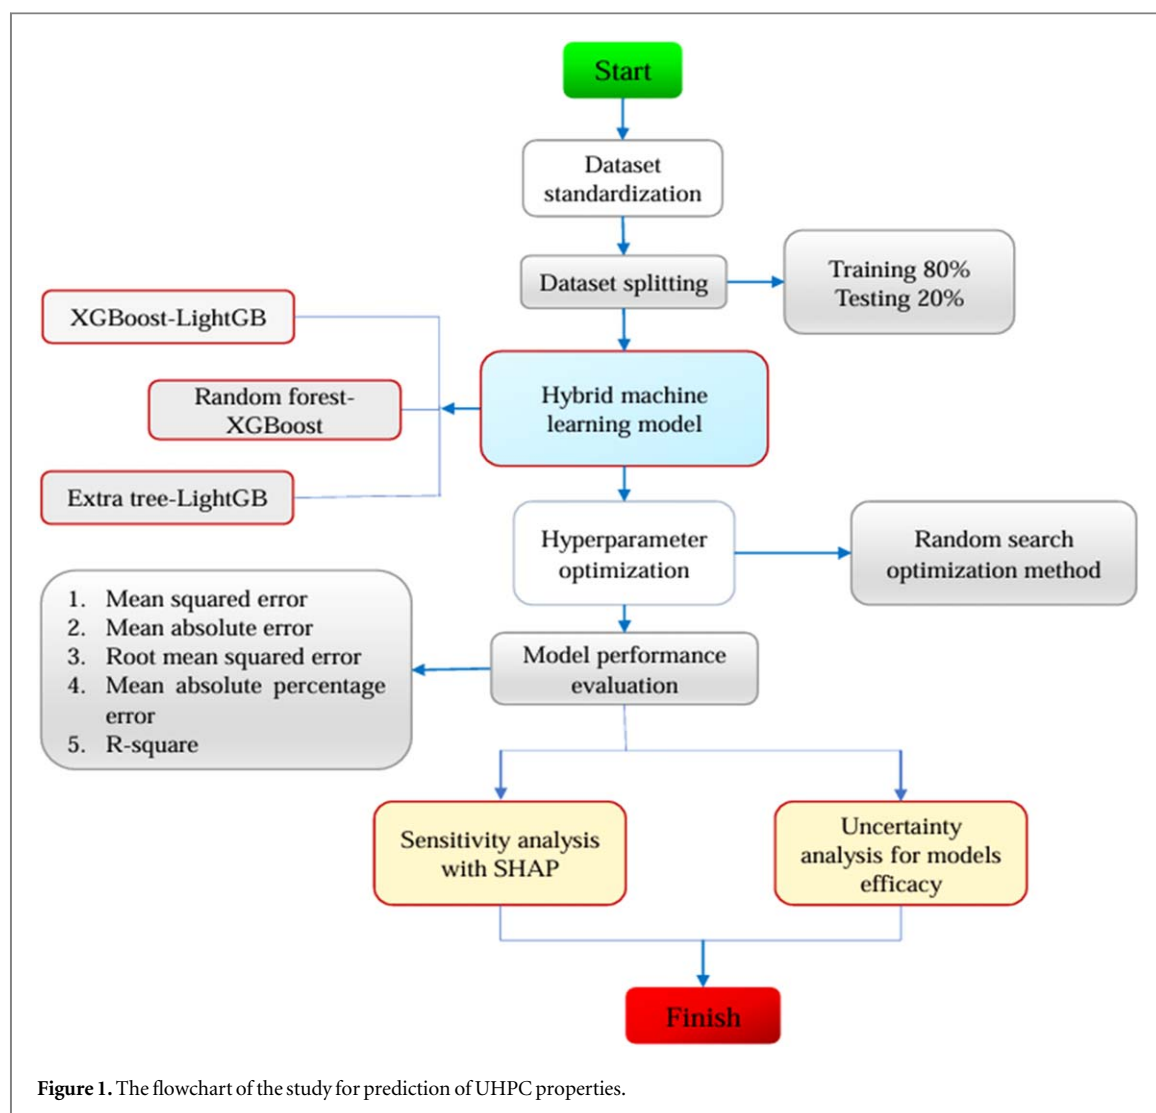 Start
Dataset
standardization
Dataset splitting
Training 80%
Testing 20%
XGBoost-LightGB
Random forest-
XGBoost
Extra tree-LightGB
Hybrid machine
learning model
Hyperparameter
optimization
Random search
optimization method
1. Mean squared error
2. Mean absolute error
3. Root mean squared error
4. Mean absolute percentage
error
5. R-square
Model performance
evaluation
Sensitivity analysis
with SHAP
Uncertainty
analysis for models
efficacy
Finish
Figure 1. The flowchart of the study for prediction of UHPC properties.